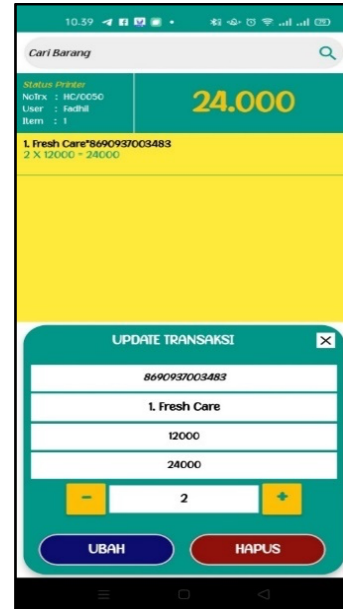 10.39
Cari Barang
Status Printer
NoTrx : HC/0050
User : Fadhil
Item : 1
24.000
1. Fresh Care*8690937003483
2 X 12000 = 24000
UPDATE TRANSAKSI
8690937003483
1. Fresh Care
12000
24000
- 2 +
UBAH HAPUS